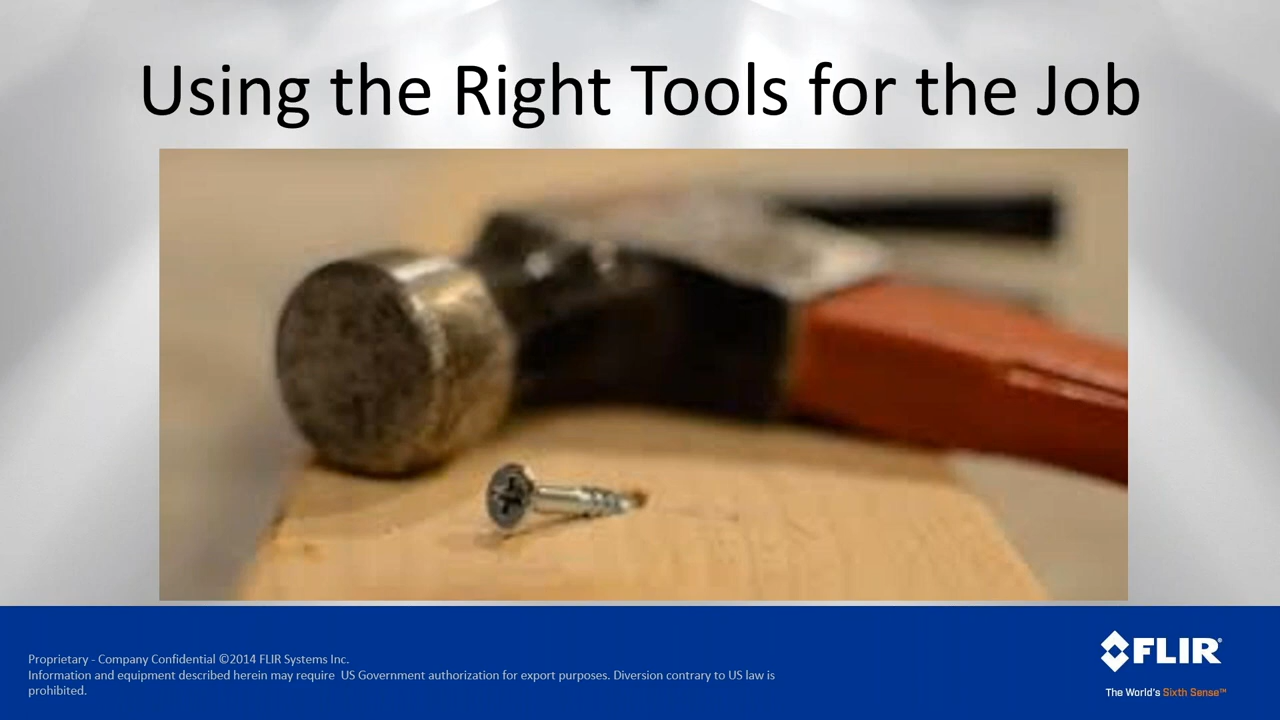 Using the Right Tools for the Job
Proprietary - Company Confidential ©2014 FLIR Systems Inc.
Information and equipment described herein may require  US Government authorization for export purposes. Diversion contrary to US law is
prohibited.
FLIR®
The World's Sixth Sense™